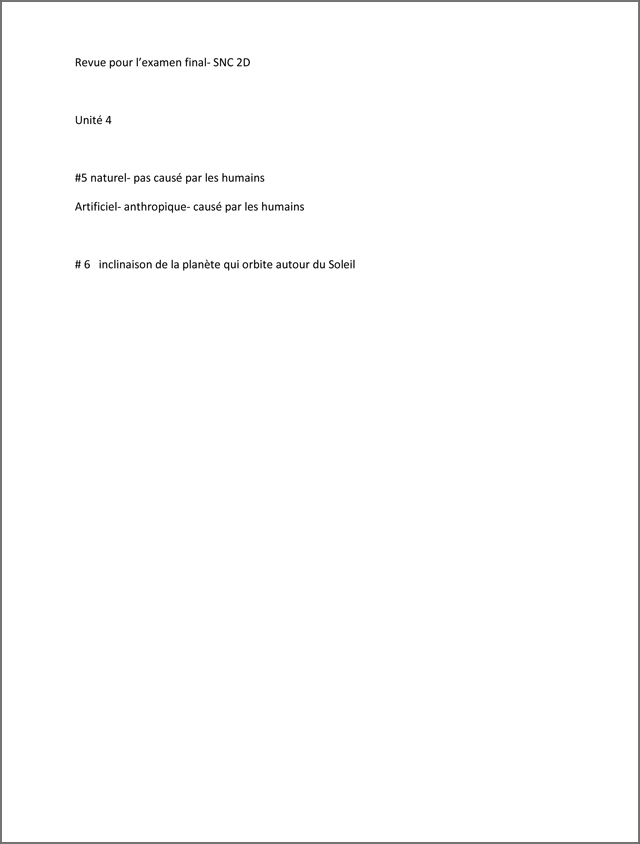 Revue pour l’examen final- SNC 2D
Unité 4
#5 naturel- pas causé par les humains
Artificiel- anthropique- causé par les humains
# 6   inclinaison de la planète qui orbite autour du Soleil